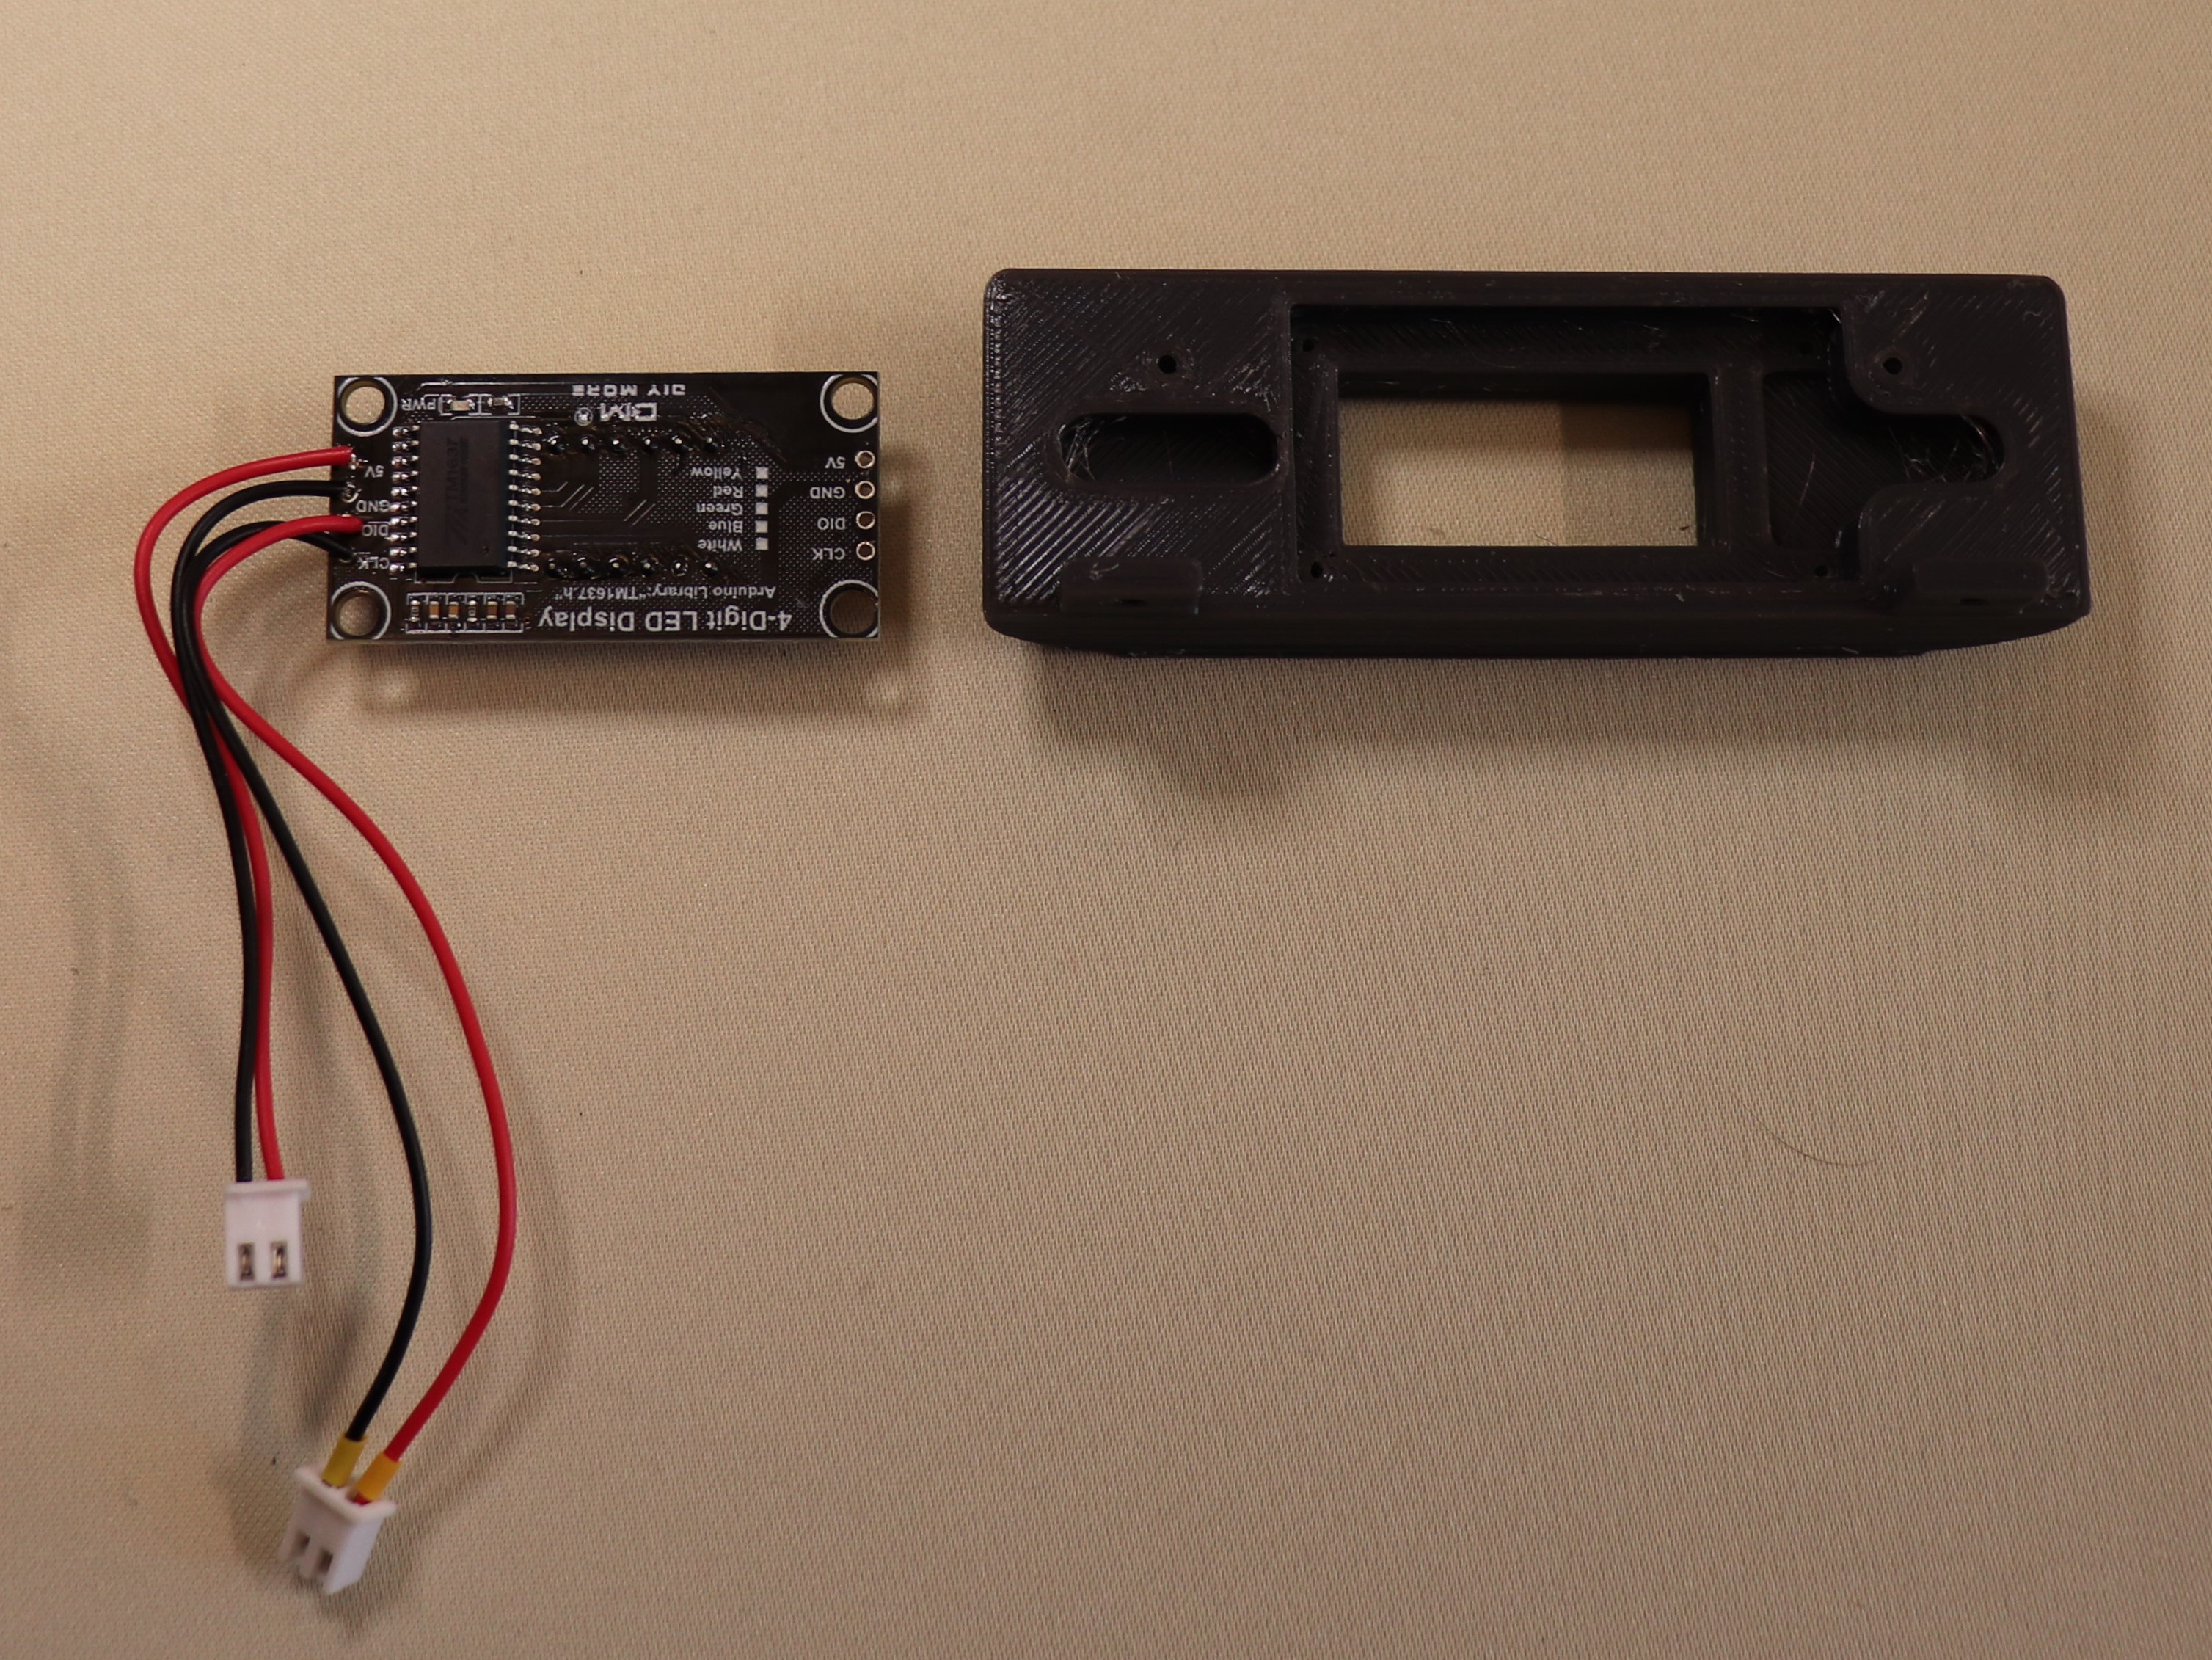 4-Digit LED Display
Arduino Library:"TM1637.h"
CLK
DIO
GND
5V
White
Blue
Green
Red
Yellow
TM1637
CLK
DIO
GND
5V
DM
DIY MORE
PWR